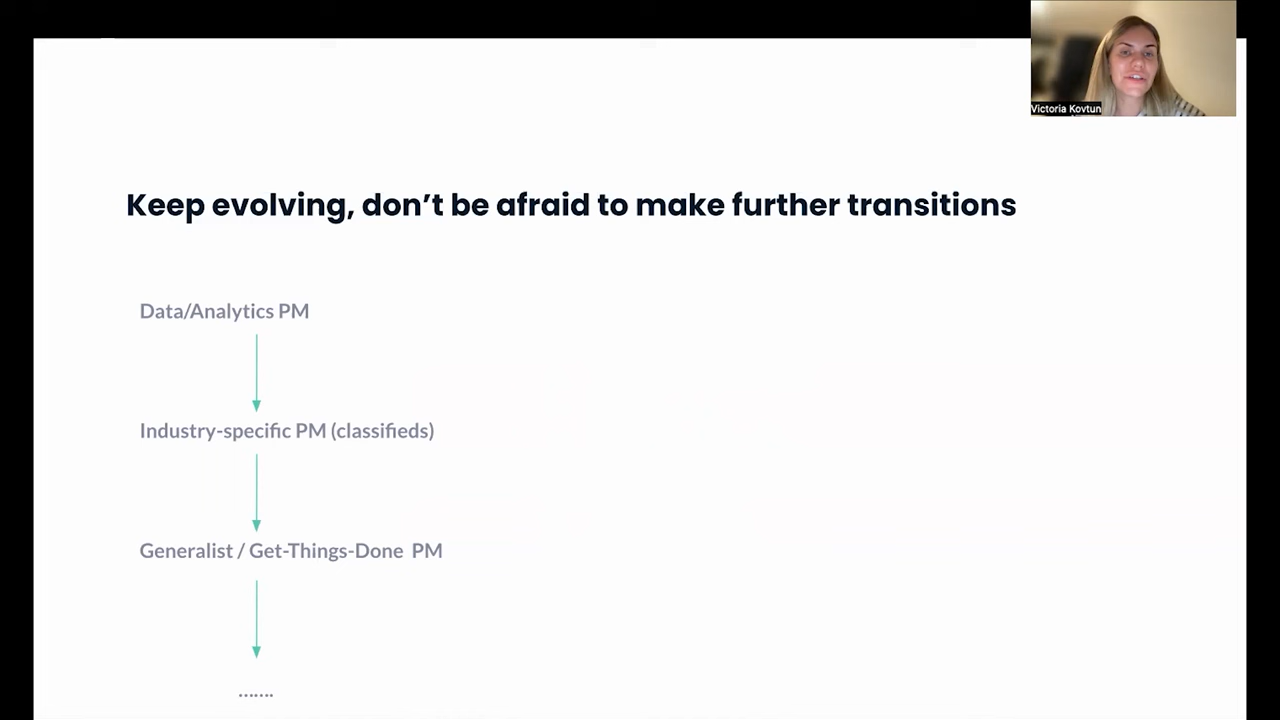 Victoria Kovtun
Keep evolving, don’t be afraid to make further transitions
Data/Analytics PM
Industry-specific PM (classifieds)
Generalist / Get-Things-Done PM
.......